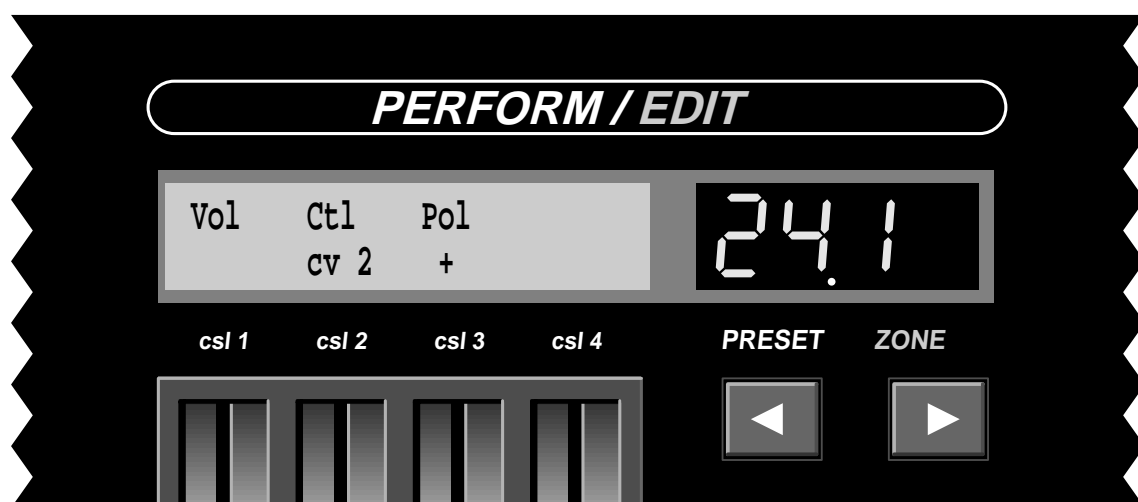 PERFORM / EDIT
Vol Ctl Pol
cv 2 +
24.1
csl 1 csl 2 csl 3 csl 4
PRESET ZONE